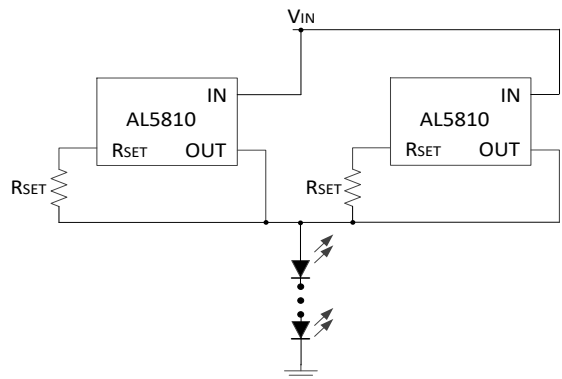 VIN
IN
AL5810
RSET OUT
RSET
IN
AL5810
RSET OUT
RSET